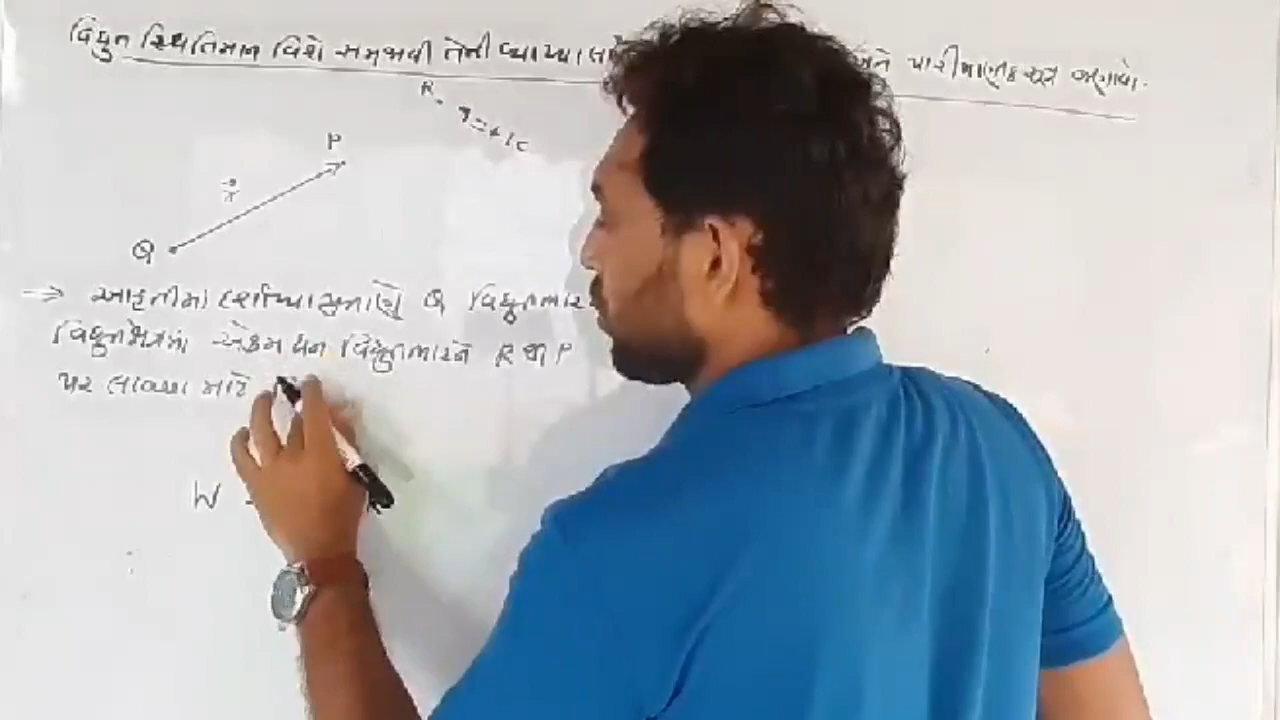 વિદ્યુત સ્થિતિમાન વિશે સમજાવી તેની વ્યાખ્યા અને પારીમાણીક સૂત્ર જણાવો.
R
q=+1c
P
r
Q
⇒ આકૃતીમાં દર્શાવ્યા મુજબ Q વિદ્યુતભાર
વિદ્યુતક્ષેત્રમાં એકમ ધન વિદ્યુતભારને R થી P
પર લાવવા માટે
W